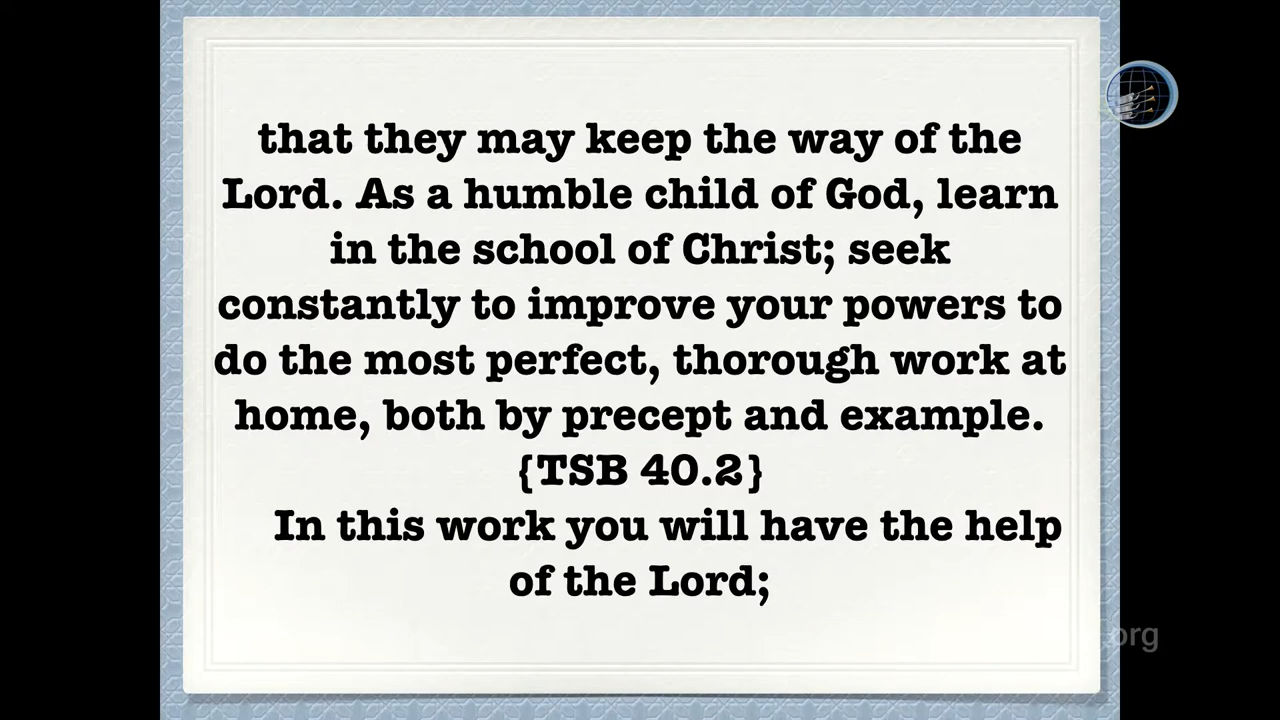 that they may keep the way of the
Lord. As a humble child of God, learn
in the school of Christ; seek
constantly to improve your powers to
do the most perfect, thorough work at
home, both by precept and example.
{TSB 40.2}
In this work you will have the help
of the Lord;
.org